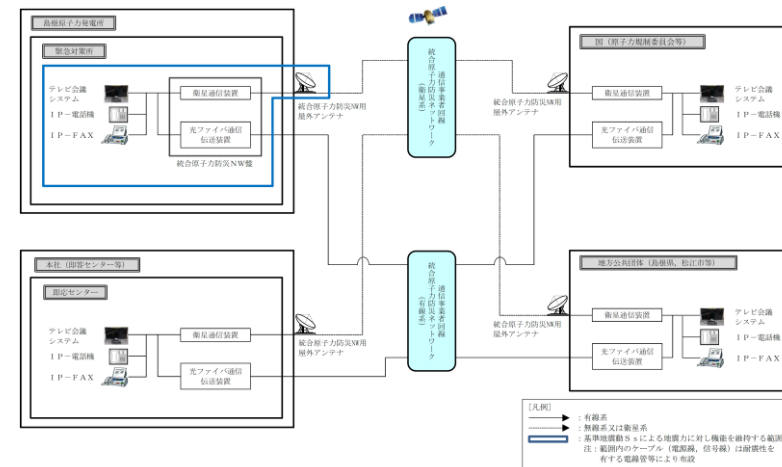 島根原子力発電所
緊急対策所
テレビ会議
システム
ＩＰ－電話機
ＩＰ－FAX
衛星通信装置
光ファイバ通信
伝送装置
統合原子力防災NW盤
統合原子力防災NW用
屋外アンテナ
通信事業者回線
統合原子力防災ネットワーク
（衛星系）
国（原子力規制委員会等）
統合原子力防災NW用
屋外アンテナ
衛星通信装置
光ファイバ通信
伝送装置
テレビ会議
システム
ＩＰ－電話機
ＩＰ－FAX
本社（即答センター等）
即応センター
テレビ会議
システム
ＩＰ－電話機
ＩＰ－FAX
衛星通信装置
光ファイバ通信
伝送装置
統合原子力防災NW用
屋外アンテナ
通信事業者回線
統合原子力防災ネットワーク
（有線系）
地方公共団体（島根県，松江市等）
統合原子力防災NW用
屋外アンテナ
衛星通信装置
光ファイバ通信
伝送装置
テレビ会議
システム
ＩＰ－電話機
ＩＰ－FAX
［凡例］
：有線系
：無線系又は衛星系
：基準地震動Ｓｓによる地震力に対し機能を維持する範囲
注：範囲内のケーブル（電源線，信号線）は耐震性を
有する電線管等により布設